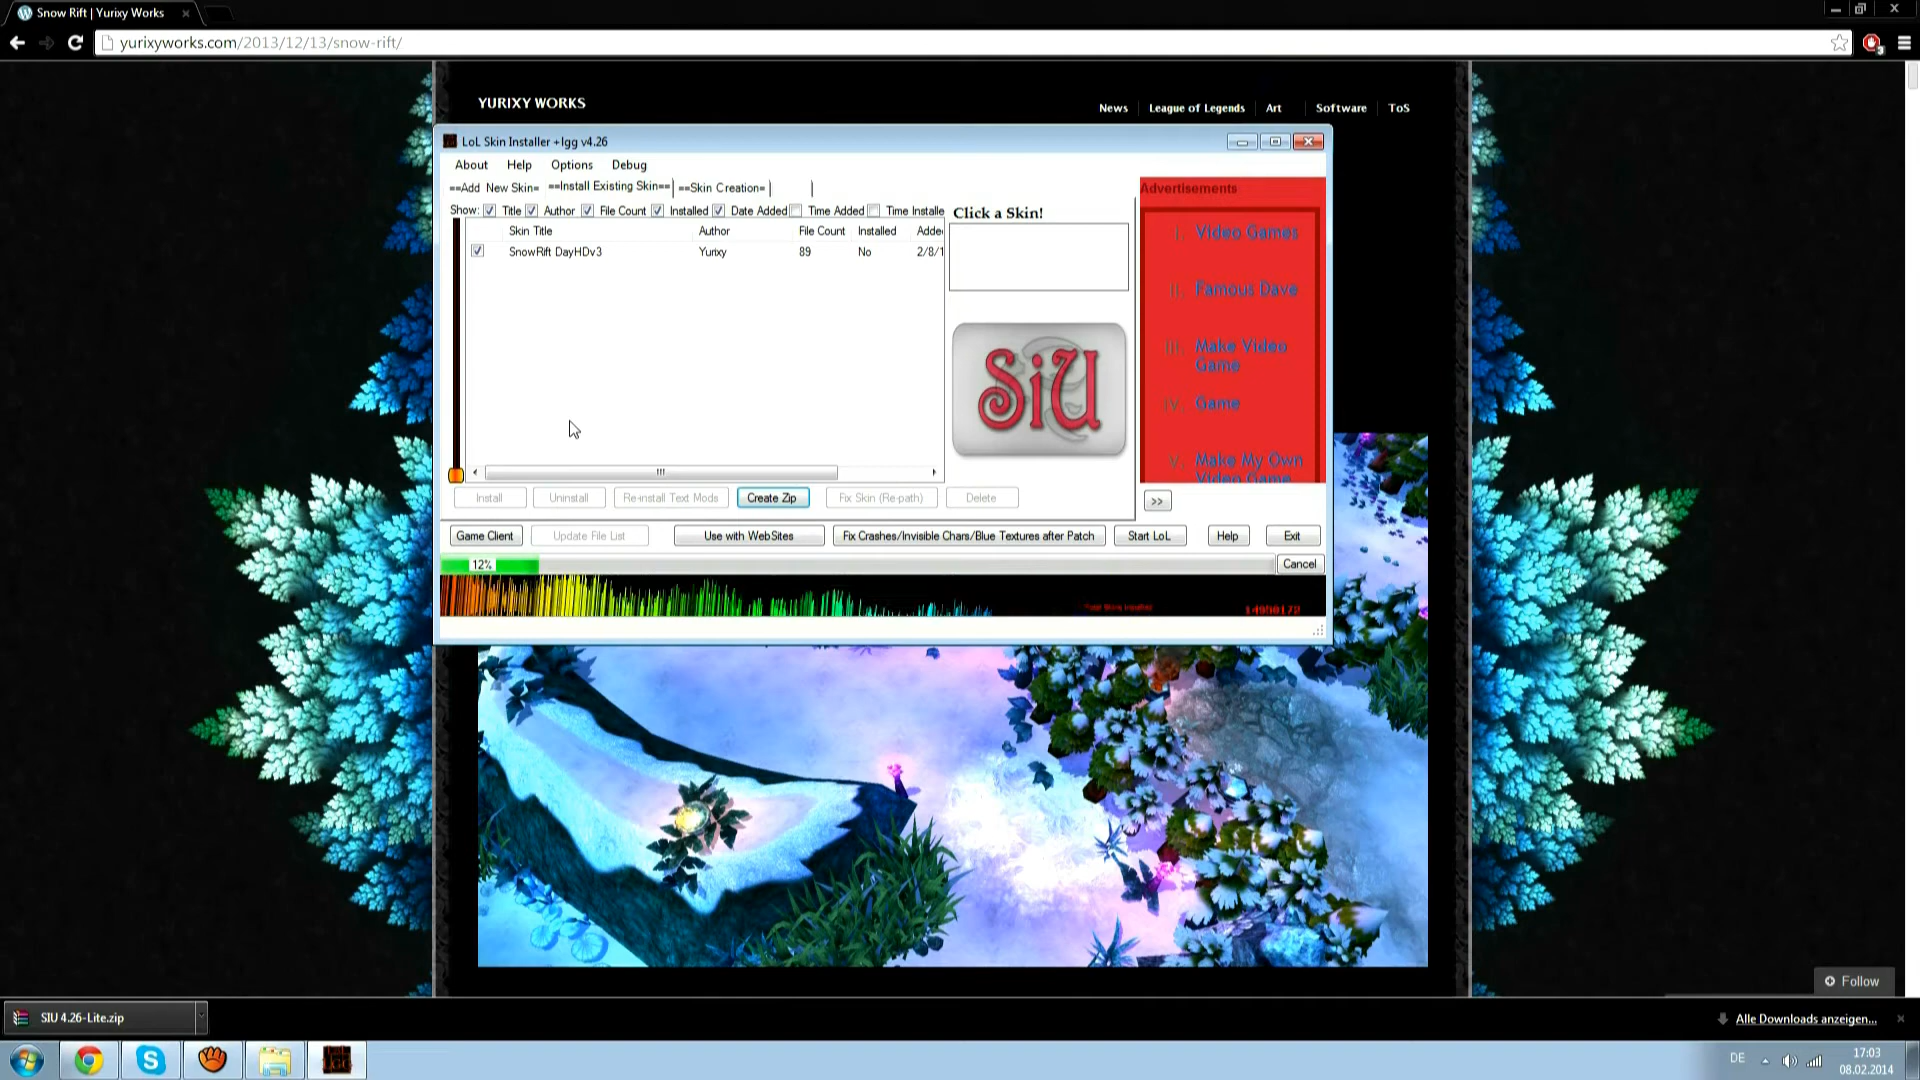 Snow Rift | Yurixy Works
yurixyworks.com/2013/12/13/snow-rift/
YURIXY WORKS
News League of Legends Art Software ToS
LoL Skin Installer +lgg v4.26
About Help Options Debug
==Add New Skin= ==Install Existing Skin== ==Skin Creation=
Show: Title Author File Count Installed Date Added Time Added Time Installe
Skin Title Author File Count Installed Adde
SnowRift DayHDv3 Yurixy 89 No 2/8/1
Click a Skin!
SiU
Advertisements
I. Video Games
II. Famous Dave
III. Make Video
Game
IV. Game
V. Make My Own
Video Game
Install Uninstall Re-install Text Mods Create Zip Fix Skin (Re-path) Delete >>
Game Client Update File List Use with WebSites Fix Crashes/Invisible Chars/Blue Textures after Patch Start LoL Help Exit
12% Cancel
Follow
SIU 4.26-Lite.zip
Alle Downloads anzeigen...
DE
17:03
08.02.2014